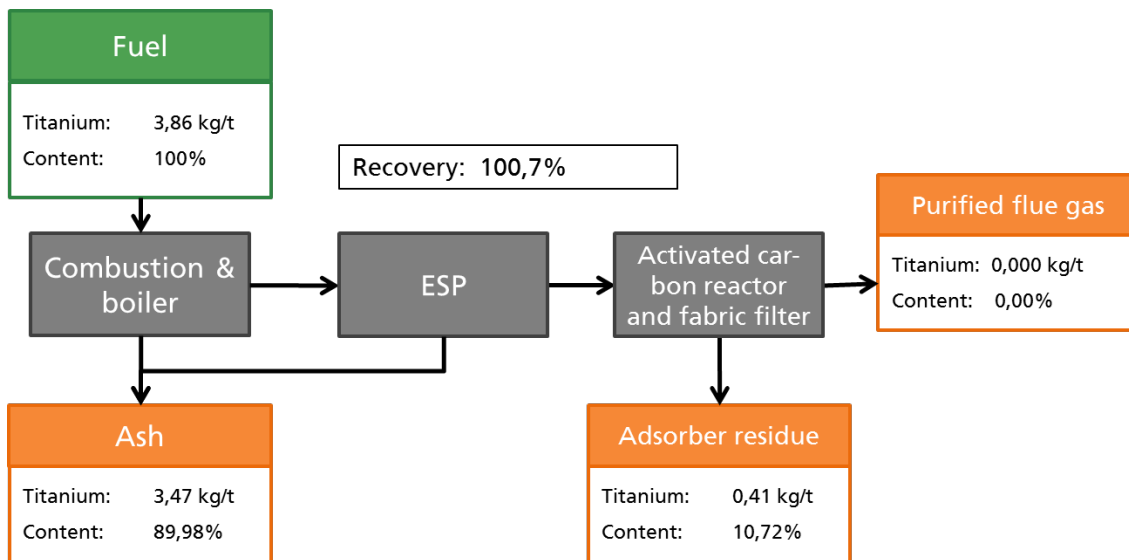 Fuel
Titanium: 3,86 kg/t
Content: 100%
Recovery: 100,7%
Combustion &
boiler
ESP
Activated car-
bon reactor
and fabric filter
Purified flue gas
Titanium: 0,000 kg/t
Content: 0,00%
Ash
Titanium: 3,47 kg/t
Content: 89,98%
Adsorber residue
Titanium: 0,41 kg/t
Content: 10,72%